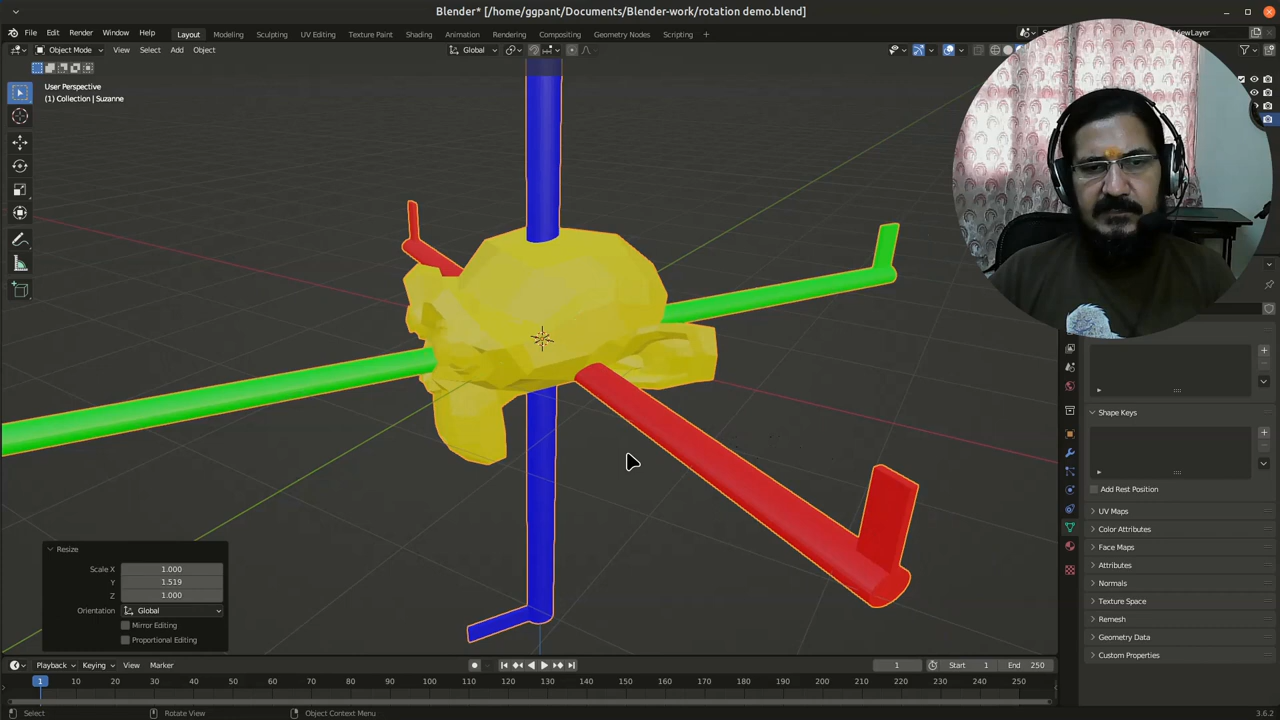 Blender* [/home/ggpant/Documents/Blender-work/rotation demo.blend]
File Edit Render Window Help Layout Modeling Sculpting UV Editing Texture Paint Shading Animation Rendering Compositing Geometry Nodes Scripting + ViewLayer
Object Mode View Select Add Object Global
User Perspective
(1) Collection | Suzanne
Shape Keys
Add Rest Position
UV Maps
Color Attributes
Face Maps
Attributes
Normals
Texture Space
Remesh
Geometry Data
Custom Properties
Resize
Scale X 1.000
Y 1.519
Z 1.000
Orientation Global
Mirror Editing
Proportional Editing
Playback Keying View Marker 1 Start 1 End 250
1 10 20 30 40 50 60 70 80 90 100 110 120 130 140 150 160 170 180 190 200 210 220 230 240 250
Select Rotate View Object Context Menu 3.6.2